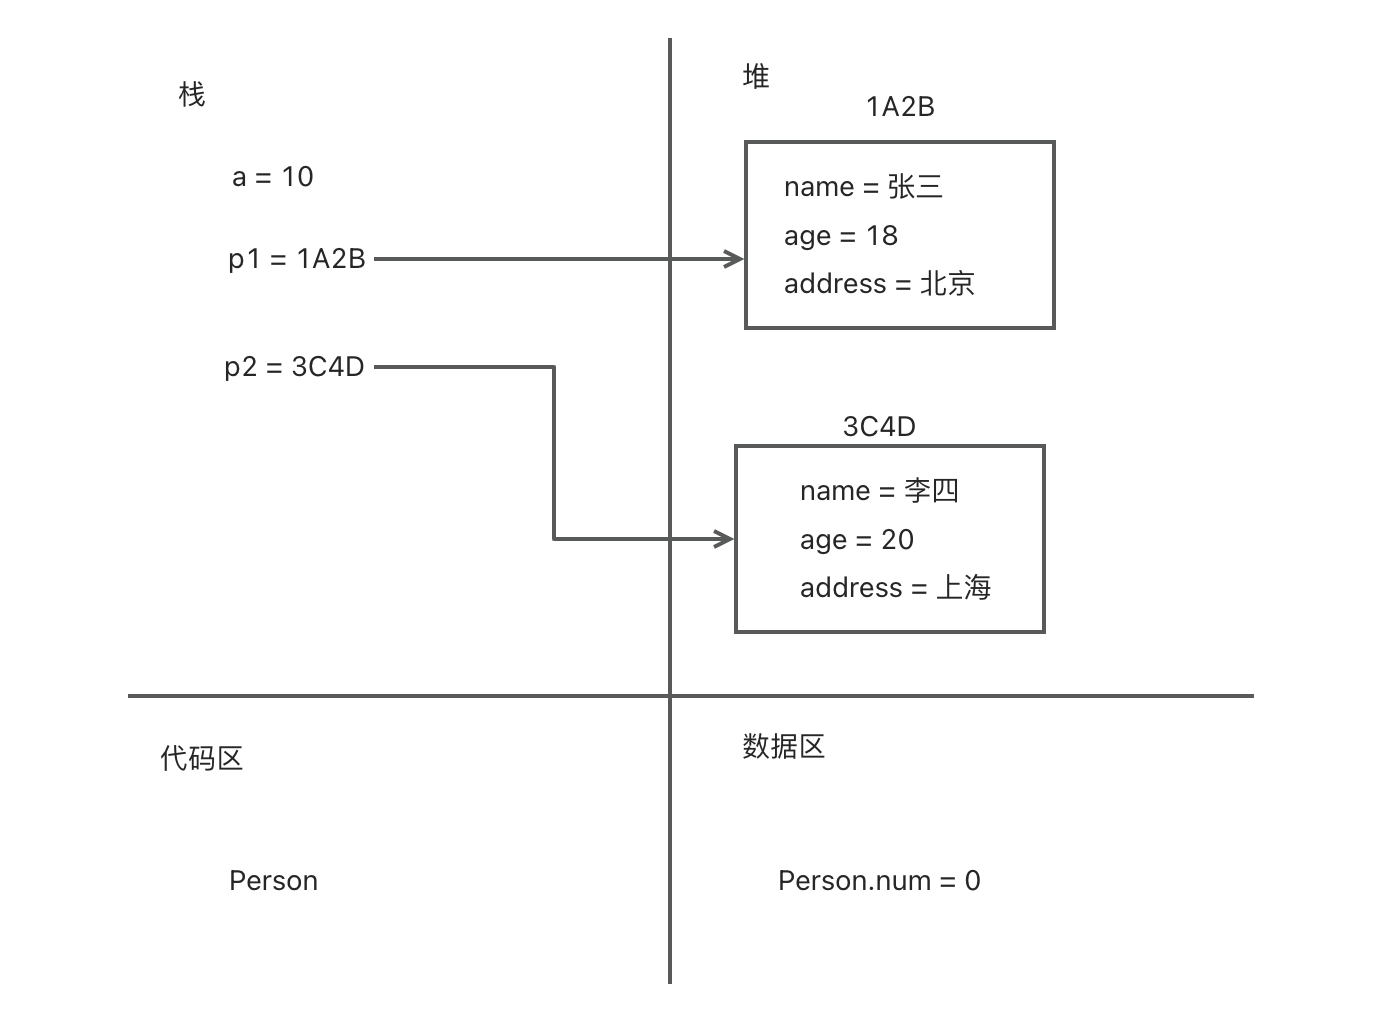 栈
a = 10
p1 = 1A2B
p2 = 3C4D
堆
1A2B
name = 张三
age = 18
address = 北京
3C4D
name = 李四
age = 20
address = 上海
代码区
Person
数据区
Person.num = 0